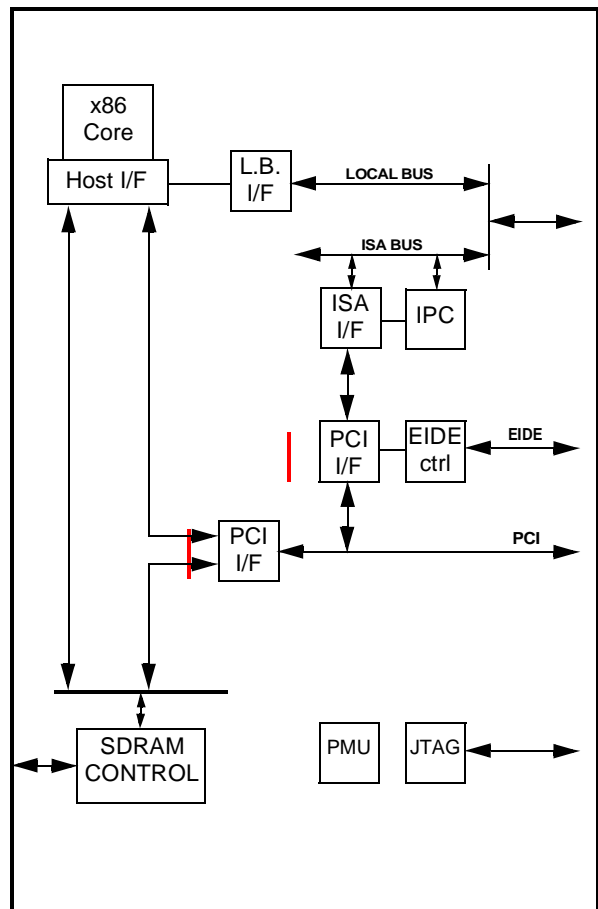 x86
Core
Host I/F
L.B.
I/F
LOCAL BUS
ISA BUS
ISA
I/F
IPC
PCI
I/F
EIDE
ctrl
EIDE
PCI
I/F
PCI
SDRAM
CONTROL
PMU
JTAG